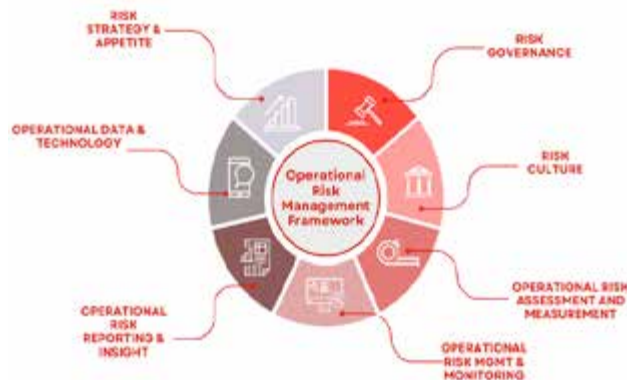 RISK
STRATEGY &
APPETITE
RISK
GOVERNANCE
OPERATIONAL DATA &
TECHNOLOGY
RISK
CULTURE
Operational
Risk
Management
Framework
OPERATIONAL RISK
ASSESSMENT AND
MEASUREMENT
OPERATIONAL
RISK
REPORTING &
INSIGHT
OPERATIONAL
RISK MGMT &
MONITORING